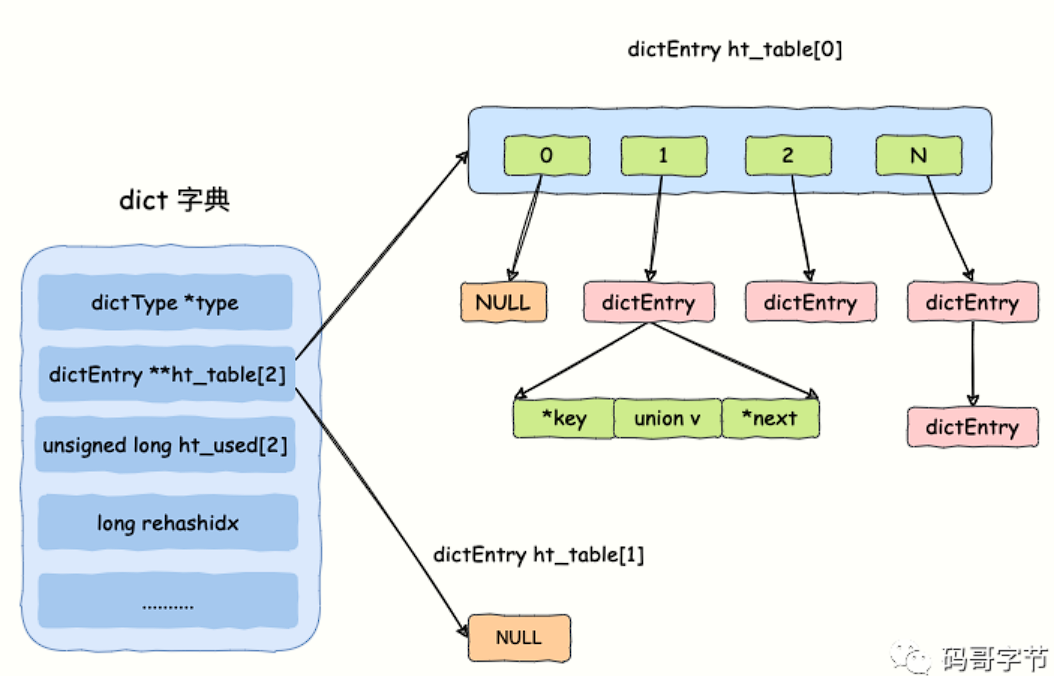 dictEntry ht_table[0]
0
1
2
N
dict 字典
dictType *type
dictEntry **ht_table[2]
unsigned long ht_used[2]
long rehashidx
..........
NULL
dictEntry
dictEntry
dictEntry
*key
union v
*next
dictEntry
dictEntry ht_table[1]
NULL
码哥字节